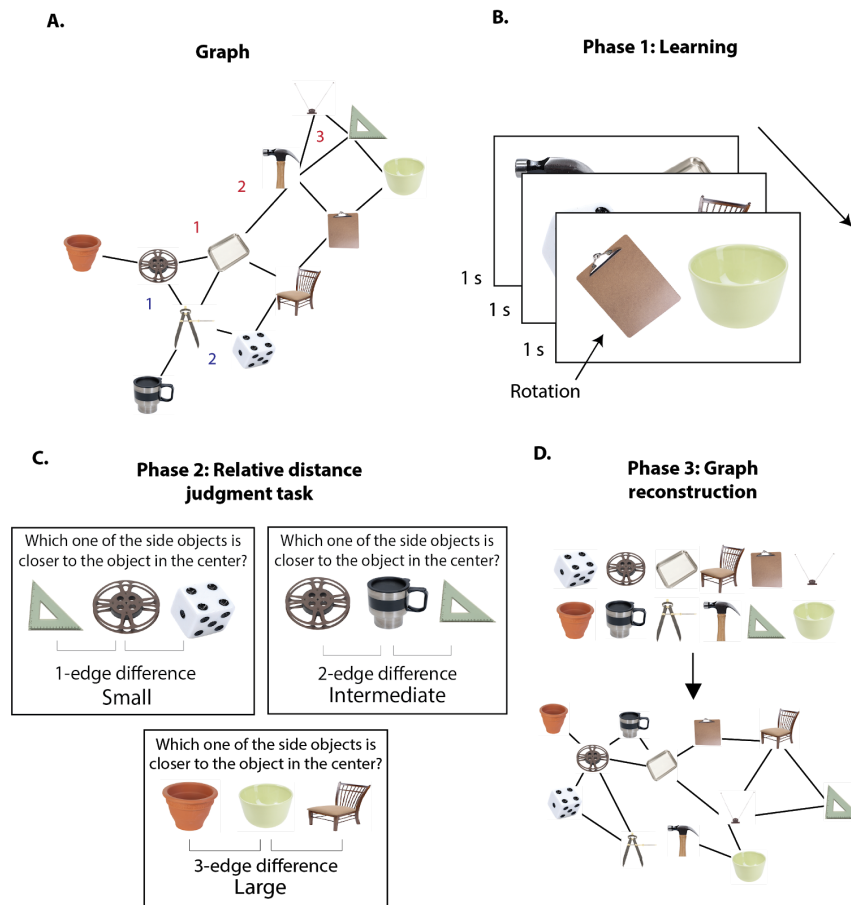 A.
Graph
3
2
1
1
2
B.
Phase 1: Learning
1 s
1 s
1 s
Rotation
C.
Phase 2: Relative distance
judgment task
Which one of the side objects is
closer to the object in the center?
1-edge difference
Small
Which one of the side objects is
closer to the object in the center?
2-edge difference
Intermediate
Which one of the side objects is
closer to the object in the center?
3-edge difference
Large
D.
Phase 3: Graph
reconstruction